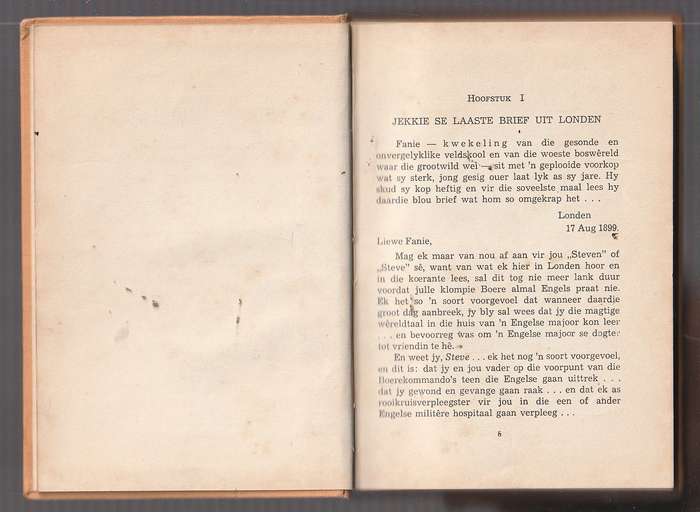 HOOFSTUK I
JEKKIE SE LAASTE BRIEF UIT LONDEN
Fanie — kwekeling van die gesonde en
onvergelyklike veldskool en van die woeste boswêreld
waar die grootwild wei — sit met 'n geplooide voorkop
wat sy sterk, jong gesig ouer laat lyk as sy jare. Hy
skud sy kop heftig en vir die soveelste maal lees hy
daardie blou brief wat hom so omgekrap het . . .
Londen
17 Aug 1899.
Liewe Fanie,
Mag ek maar van nou af aan vir jou „Steven" of
„Steve" sê, want van wat ek hier in Londen hoor en
in die koerante lees, sal dit tog nie meer lank duur
voordat julle klompie Boere almal Engels praat nie.
Ek het so 'n soort voorgevoel dat wanneer daardie
groot dag aanbreek, jy bly sal wees dat jy die magtige
wêreldtaal in die huis van 'n Engelse majoor kon leer
. . . en bevoorreg was om 'n Engelse majoor se dogter
tot vriendin te hê.
En weet jy, Steve . . . ek het nog 'n soort voorgevoel,
en dit is: dat jy en jou vader op die voorpunt van die
Boerekommando's teen die Engelse gaan uittrek . . .
dat jy gewond en gevange gaan raak . . . en dat ek as
rooikruisverpleegster vir jou in die een of ander
Engelse militêre hospitaal gaan verpleeg . . .